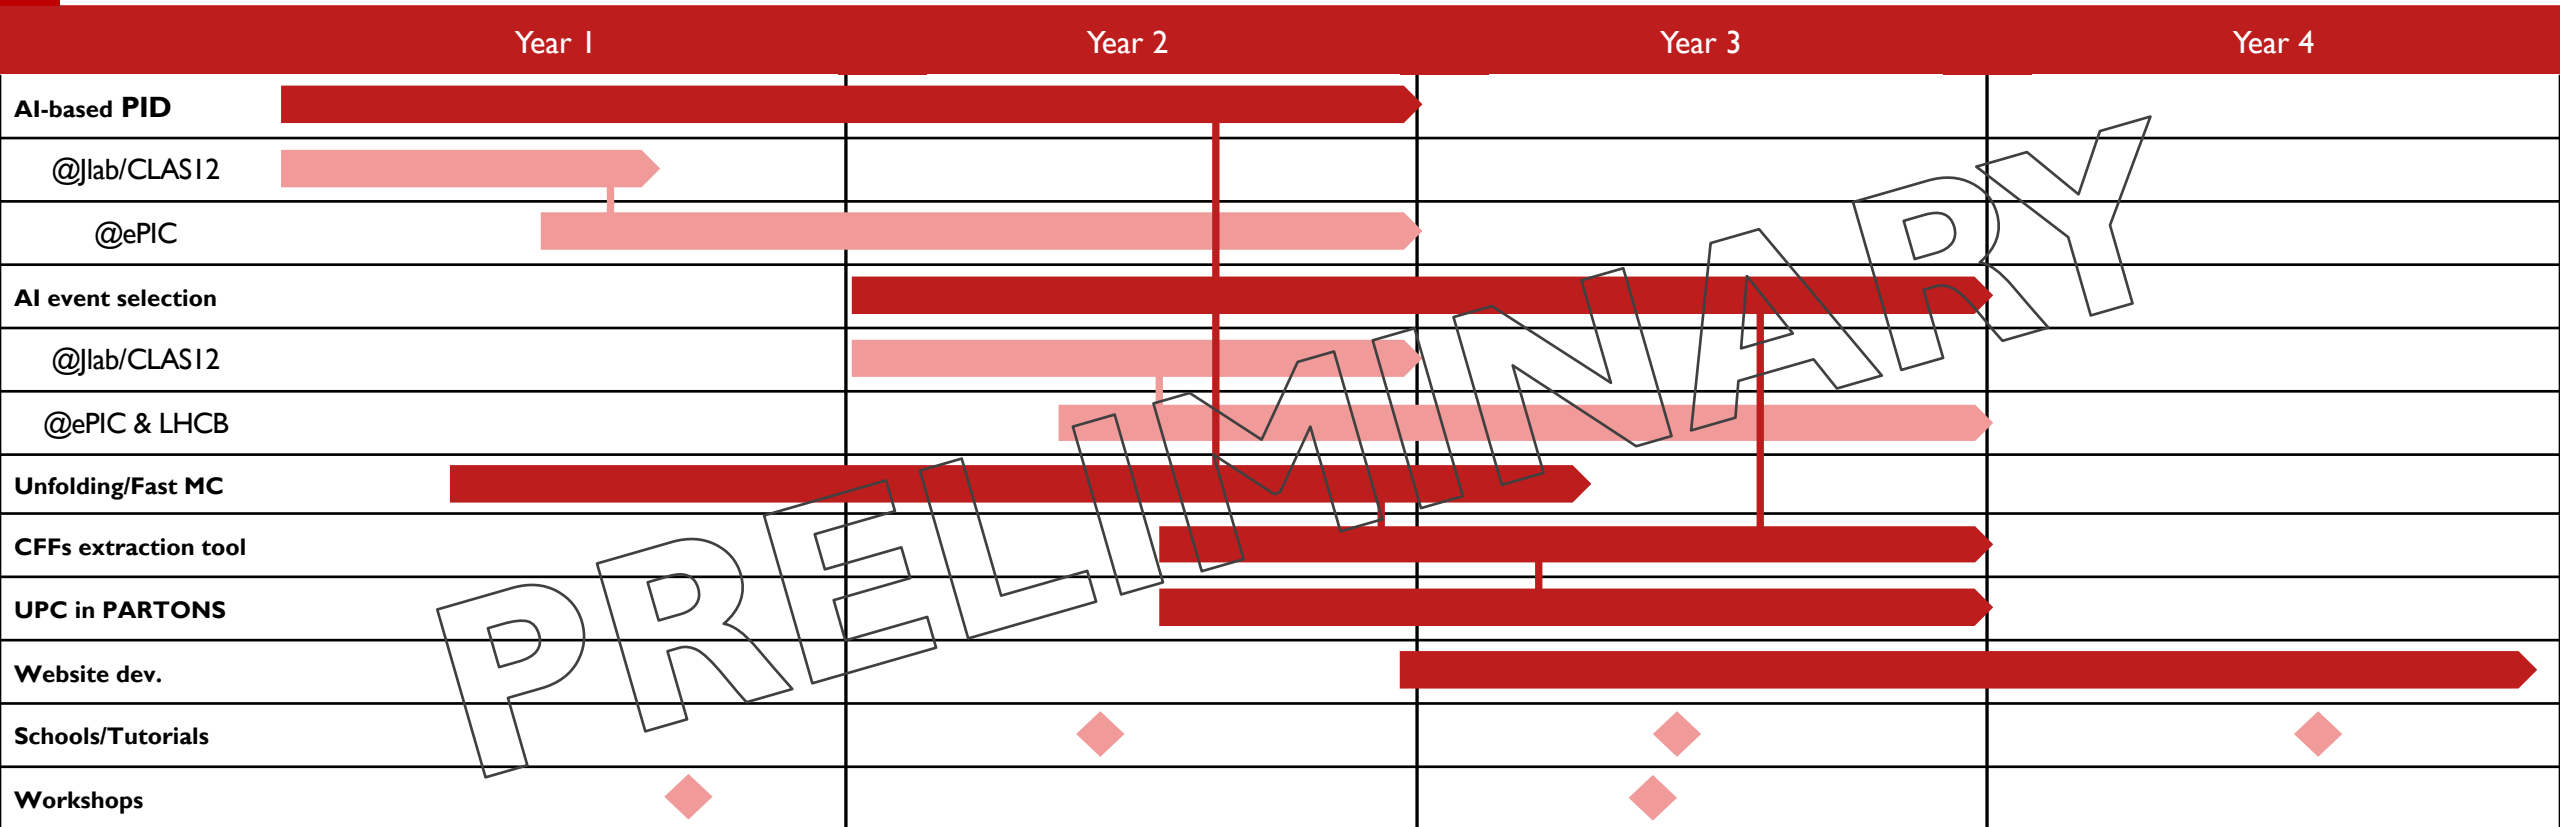 Year 1 Year 2 Year 3 Year 4
AI-based PID
@Jlab/CLAS12
@ePIC
AI event selection
@Jlab/CLAS12
@ePIC & LHCB
Unfolding/Fast MC
CFFs extraction tool
UPC in PARTONS
Website dev.
Schools/Tutorials
Workshops
PRELIMINARY